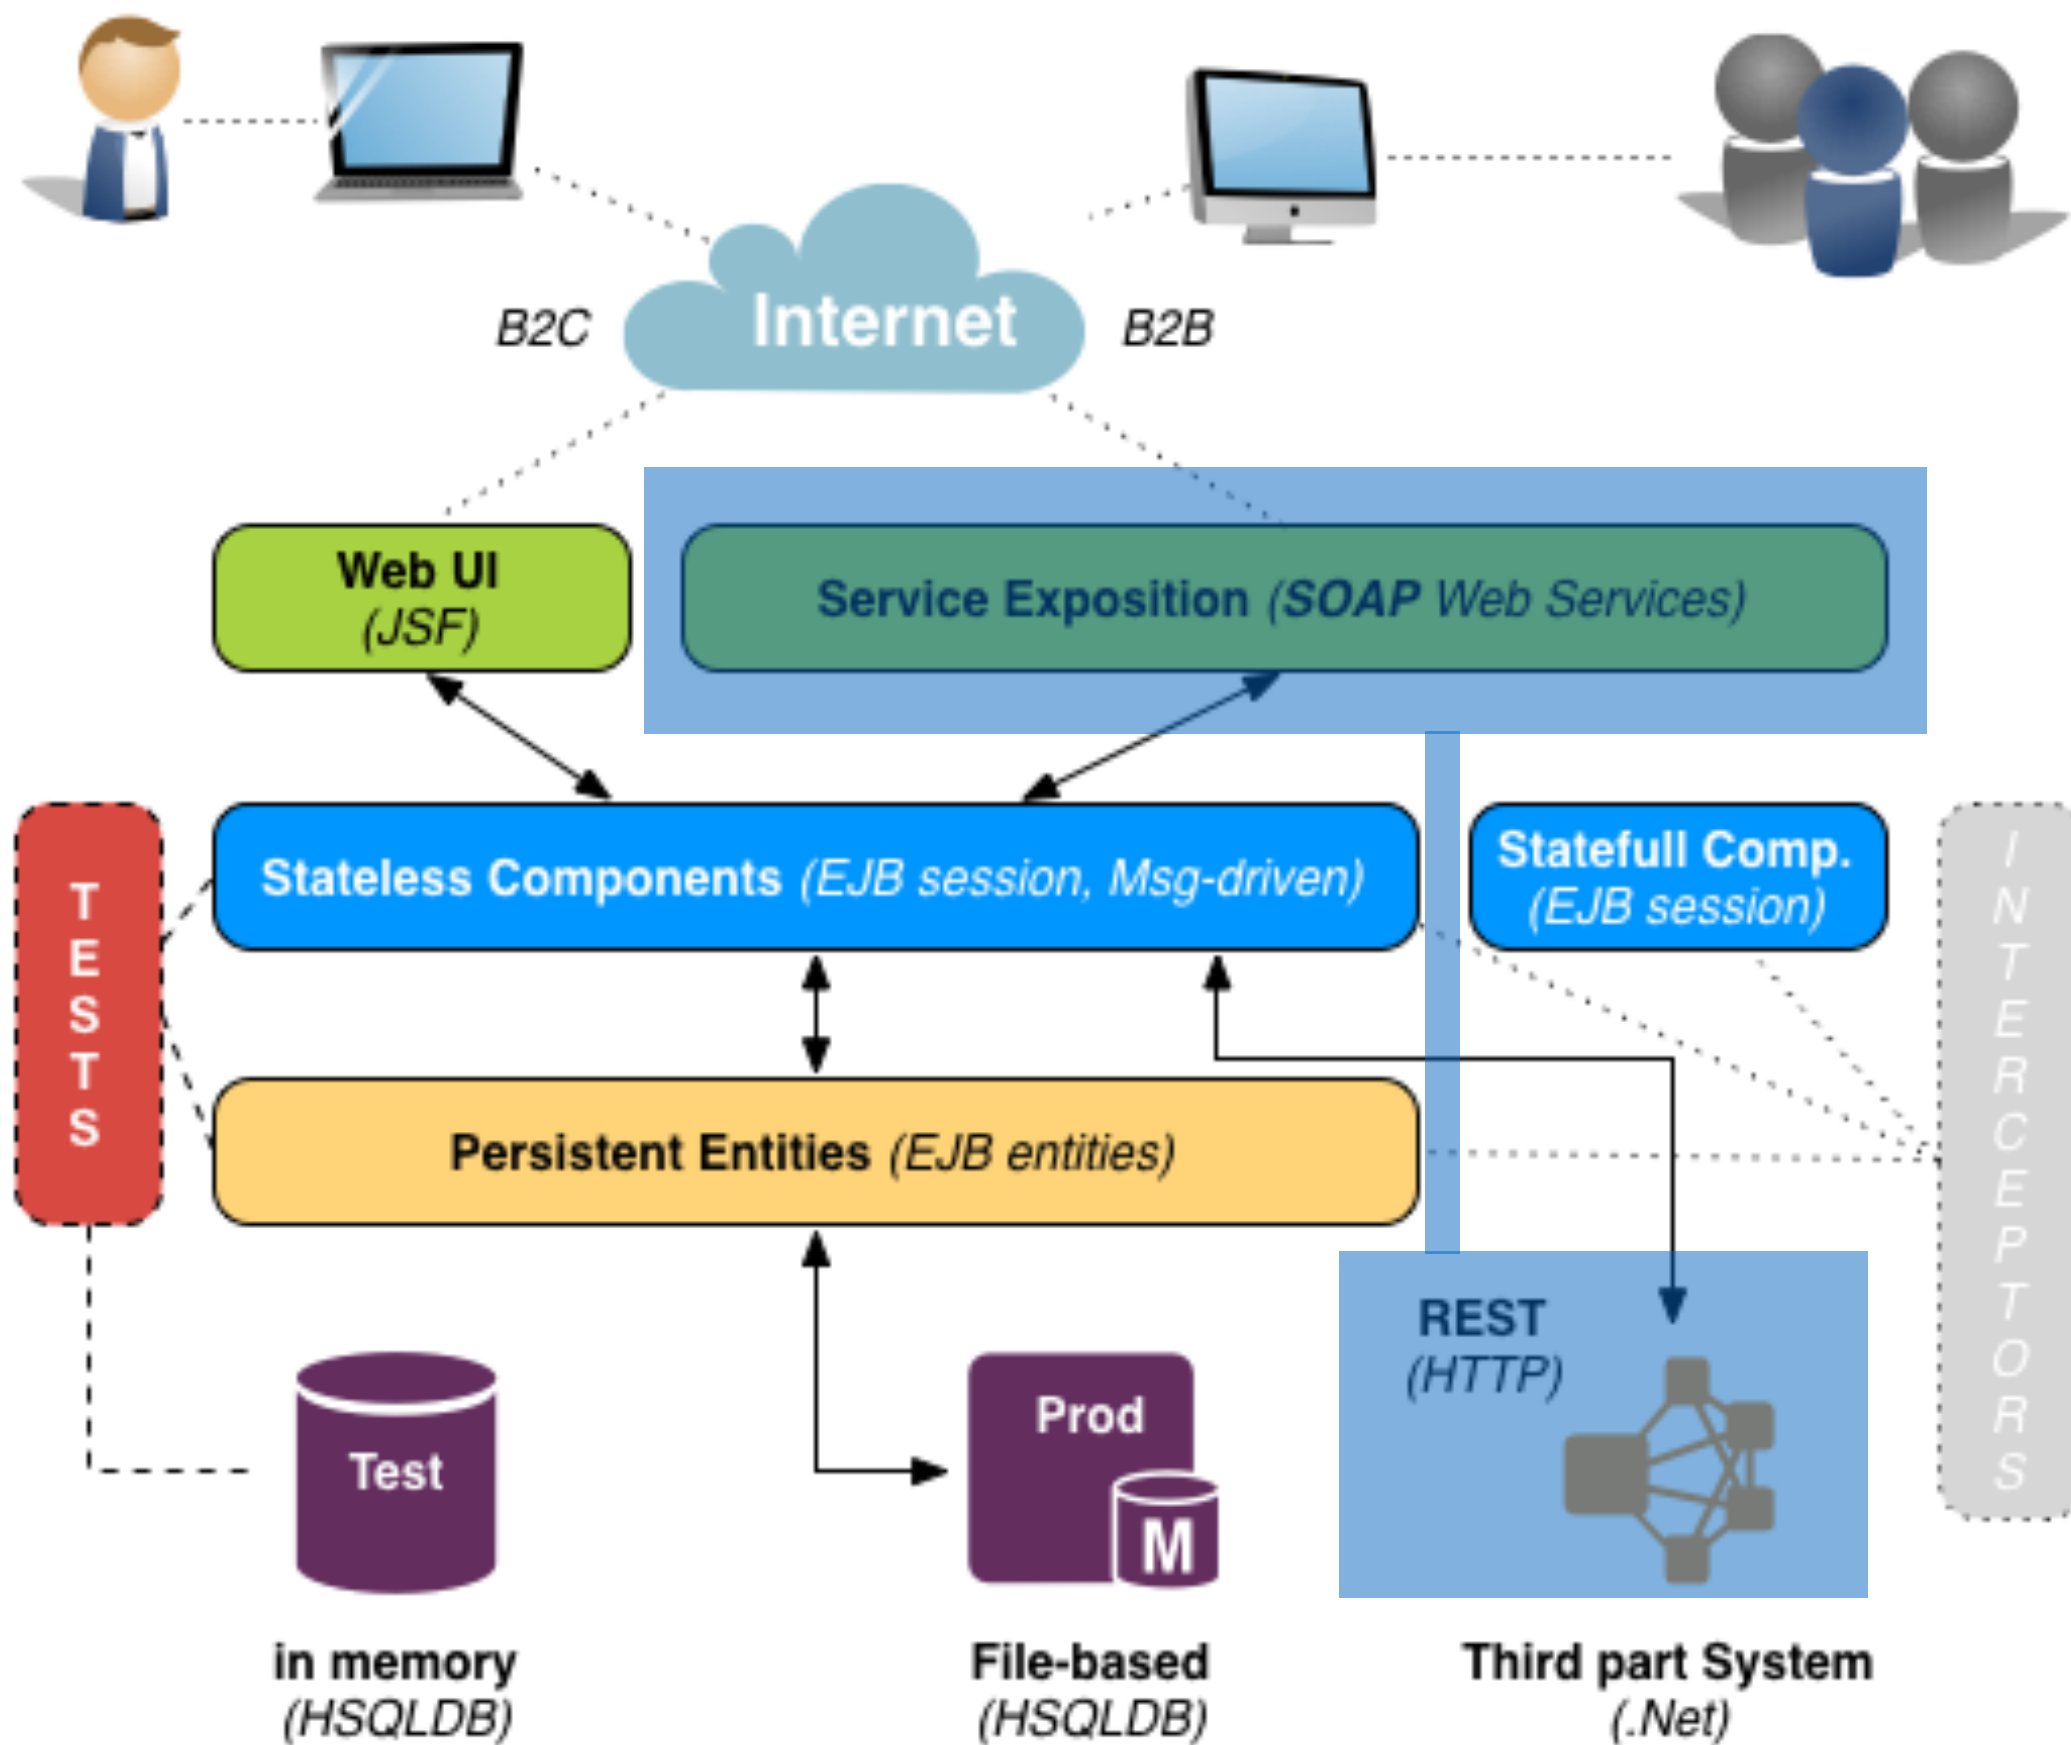 B2C
Internet
B2B
Web UI
(JSF)
Service Exposition (SOAP Web Services)
TESTS
Stateless Components (EJB session, Msg-driven)
Statefull Comp.
(EJB session)
INTERCEPTORS
Persistent Entities (EJB entities)
REST
(HTTP)
Test
Prod
M
in memory
(HSQLDB)
File-based
(HSQLDB)
Third part System
(.Net)